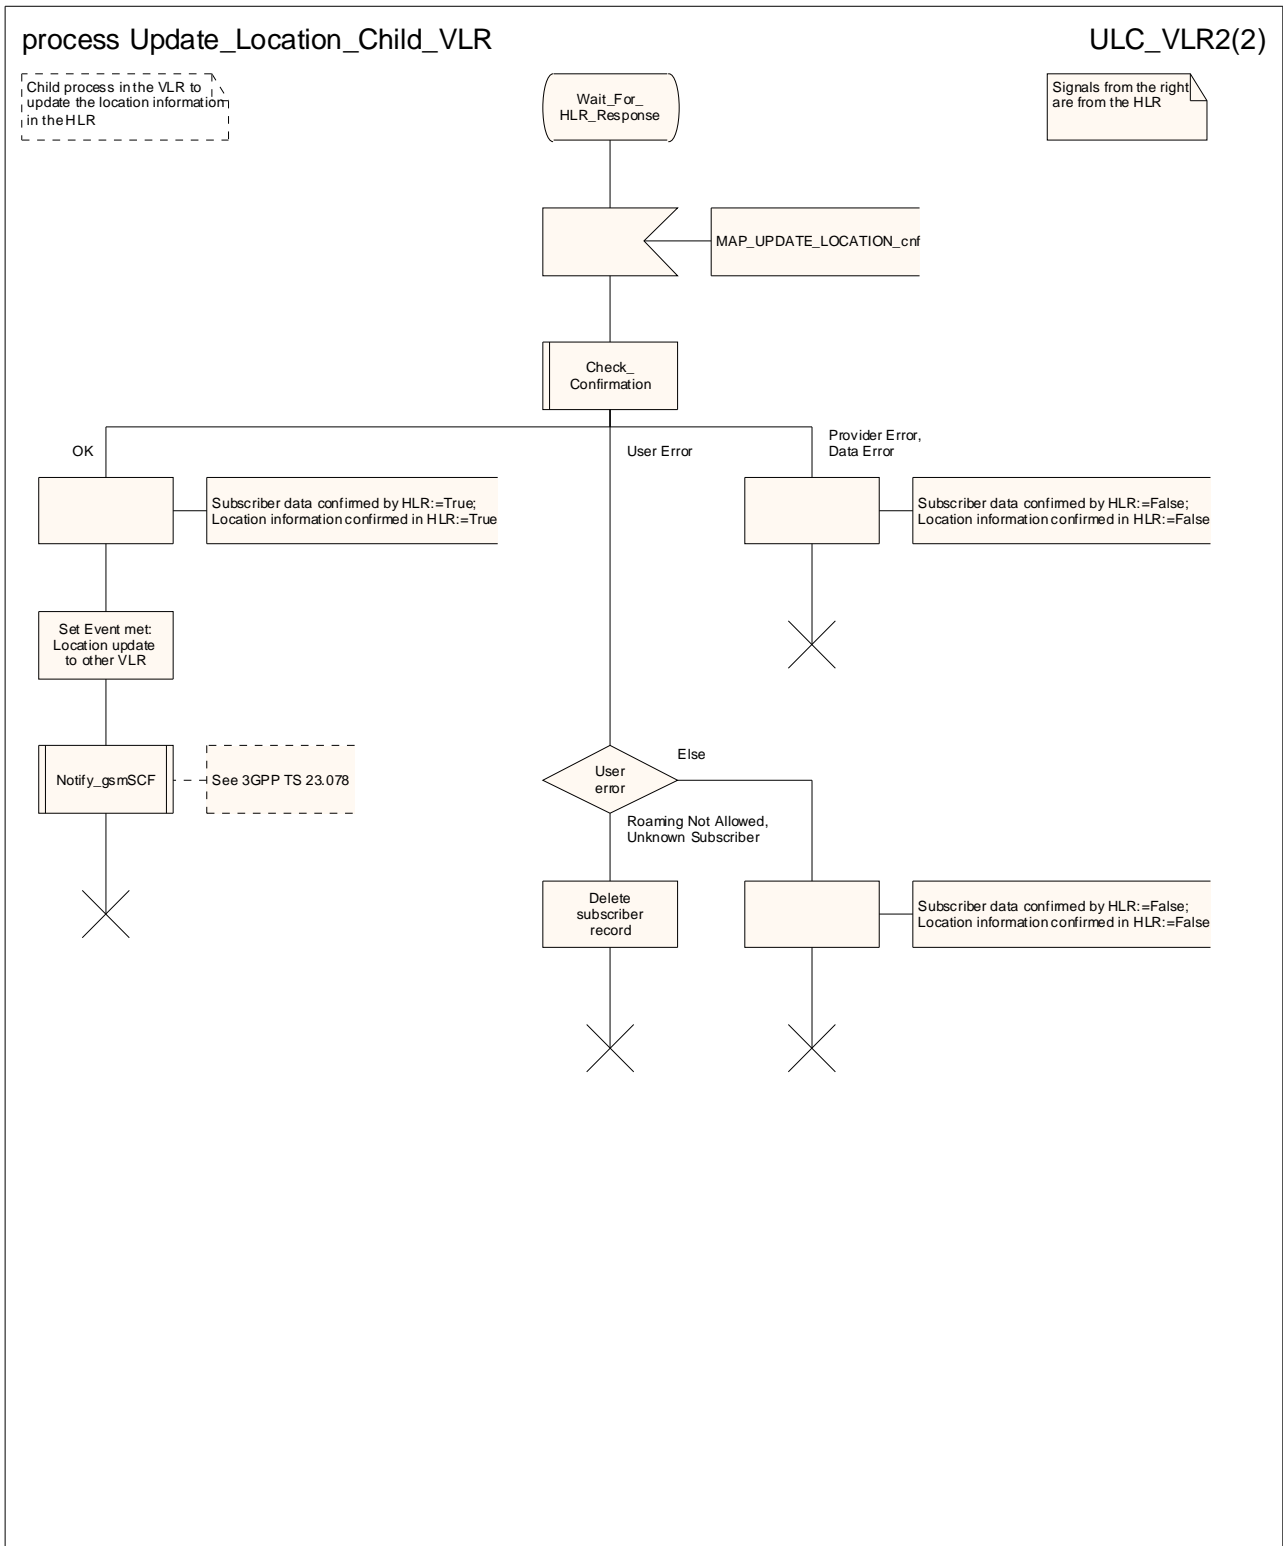 process Update_Location_Child_VLR
ULC_VLR2(2)
Child process in the VLR to
update the location information
in the HLR
Wait_For_
HLR_Response
Signals from the right
are from the HLR
MAP_UPDATE_LOCATION_cnf
Check_
Confirmation
OK
User Error
Provider Error,
Data Error
Subscriber data confirmed by HLR:=True;
Location information confirmed in HLR:=True
Subscriber data confirmed by HLR:=False;
Location information confirmed in HLR:=False
Set Event met:
Location update
to other VLR
Notify_gsmSCF
See 3GPP TS 23.078
User
error
Else
Roaming Not Allowed,
Unknown Subscriber
Delete
subscriber
record
Subscriber data confirmed by HLR:=False;
Location information confirmed in HLR:=False